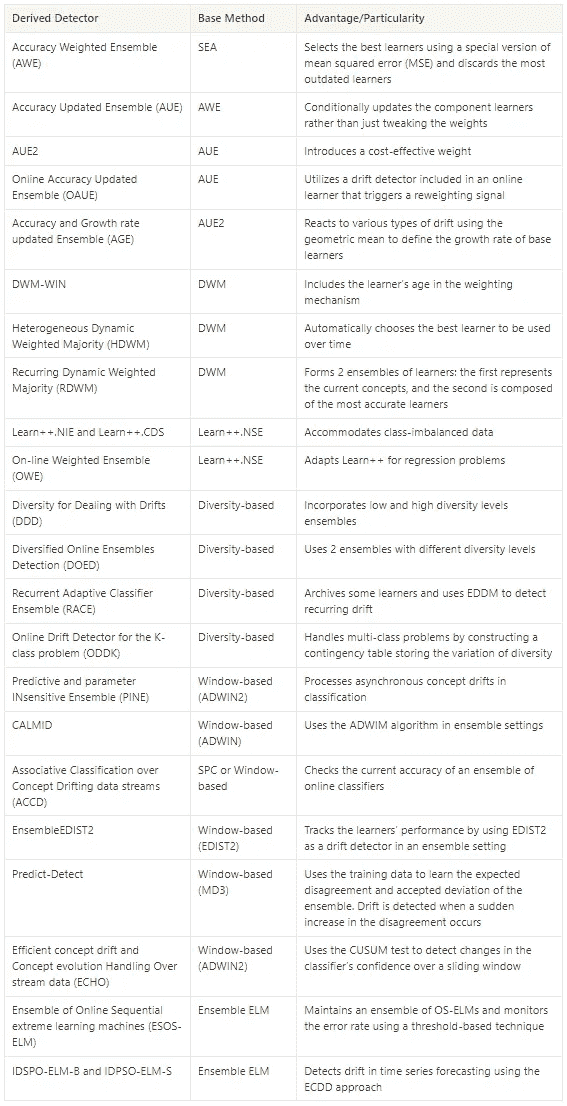 Derived Detector Base Method Advantage/Particularity
Accuracy Weighted Ensemble SEA Selects the best learners using a special version of
(AWE) mean squared error (MSE) and discards the most
outdated learners
Accuracy Updated Ensemble (AUE) AWE Conditionally updates the component learners
rather than just tweaking the weights
AUE2 AUE Introduces a cost-effective weight
Online Accuracy Updated AUE Utilizes a drift detector included in an online
Ensemble (OAUE) learner that triggers a reweighting signal
Accuracy and Growth rate AUE2 Reacts to various types of drift using the
updated Ensemble (AGE) geometric mean to define the growth rate of base
learners
DWM-WIN DWM Includes the learner's age in the weighting
mechanism
Heterogeneous Dynamic DWM Automatically chooses the best learner to be used
Weighted Majority (HDWM) over time
Recurring Dynamic Weighted DWM Forms 2 ensembles of learners: the first represents
Majority (RDWM) the current concepts, and the second is composed
of the most accurate learners
Learn++.NIE and Learn++.CDS Learn++.NSE Accommodates class-imbalanced data
On-line Weighted Ensemble Learn++.NSE Adapts Learn++ for regression problems
(OWE)
Diversity for Dealing with Drifts Diversity-based Incorporates low and high diversity levels
(DDD) ensembles
Diversified Online Ensembles Diversity-based Uses 2 ensembles with different diversity levels
Detection (DOED)
Recurrent Adaptive Classifier Diversity-based Archives some learners and uses EDDM to detect
Ensemble (RACE) recurring drift
Online Drift Detector for the K- Diversity-based Handles multi-class problems by constructing a
class problem (ODDK) contingency table storing the variation of diversity
Predictive and parameter Window-based Processes asynchronous concept drifts in
INsensitive Ensemble (PINE) (ADWIN2) classification
CALMID Window-based Uses the ADWIM algorithm in ensemble settings
(ADWIN)
Associative Classification over SPC or Window- Checks the current accuracy of an ensemble of
Concept Drifting data streams based online classifiers
(ACCD)
EnsembleEDIST2 Window-based Tracks the learners' performance by using EDIST2
(EDIST2) as a drift detector in an ensemble setting
Predict-Detect Window-based Uses the training data to learn the expected
(MD3) disagreement and accepted deviation of the
ensemble. Drift is detected when a sudden
increase in the disagreement occurs
Efficient concept drift and Window-based Uses the CUSUM test to detect changes in the
Concept evolution Handling Over (ADWIN2) classifier's confidence over a sliding window
stream data (ECHO)
Ensemble of Online Sequential Ensemble ELM Maintains an ensemble of OS-ELMs and monitors
extreme learning machines (ESOS- the error rate using a threshold-based technique
ELM)
IDSPO-ELM-B and IDPSO-ELM-S Ensemble ELM Detects drift in time series forecasting using the
ECDD approach